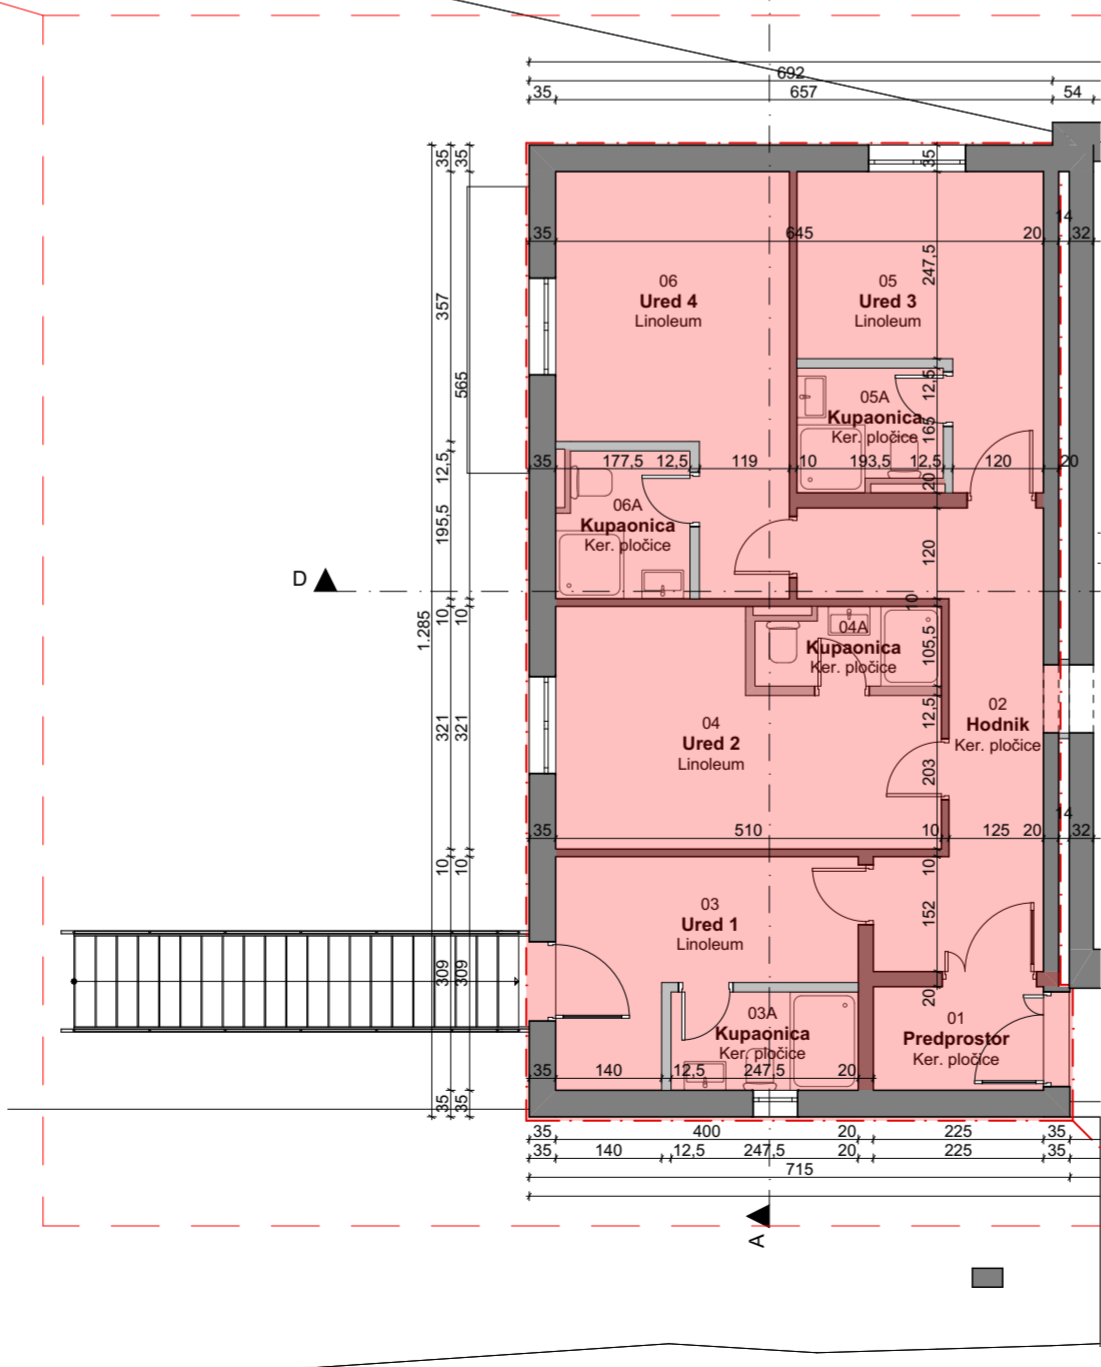 692
35 657 54
35 35 35
14
35 645 20 32
357
565
247,5
06
Ured 4
Linoleum
05
Ured 3
Linoleum
12,5
05A
Kupaonica
Ker. pločice
165
35 177,5 12,5 119 10 193,5 12,5 120 20
12,5
20
195,5
06A
Kupaonica
Ker. pločice
120
D
1.285
10 10
10
04A
Kupaonica
Ker. pločice
105,5
321 321
12,5
02
Hodnik
Ker. pločice
04
Ured 2
Linoleum
203
14
35 510 10 125 20 32
10 10
10
03
Ured 1
Linoleum
152
309 309
20
03A
Kupaonica
Ker. pločice
01
Predprostor
Ker. pločice
35 140 12,5 247,5 20
35 35
35 400 20 225 35
35 140 12,5 247,5 20 225 35
715
A